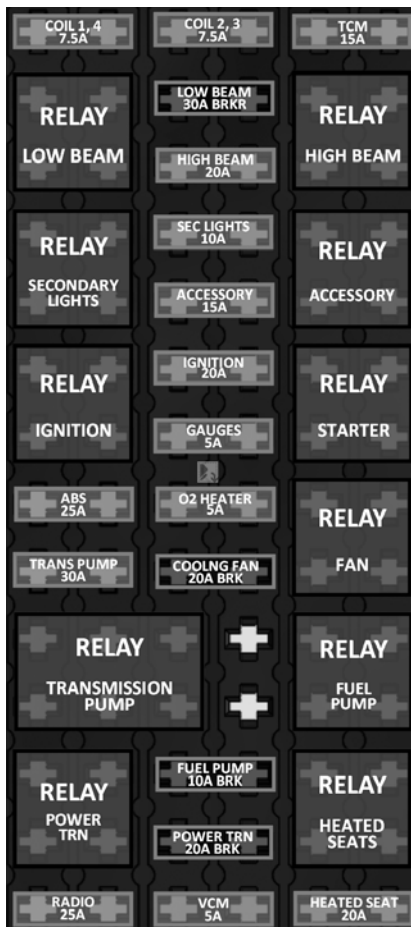 COIL 1, 4
7.5A
COIL 2, 3
7.5A
TCM
15A
RELAY
LOW BEAM
LOW BEAM
30A BRKR
RELAY
HIGH BEAM
HIGH BEAM
20A
RELAY
SECONDARY
LIGHTS
SEC LIGHTS
10A
RELAY
ACCESSORY
ACCESSORY
15A
RELAY
IGNITION
IGNITION
20A
RELAY
STARTER
GAUGES
5A
ABS
25A
O2 HEATER
5A
RELAY
FAN
TRANS PUMP
30A
COOLNG FAN
20A BRK
RELAY
TRANSMISSION
PUMP
RELAY
FUEL
PUMP
RELAY
POWER
TRN
FUEL PUMP
10A BRK
RELAY
HEATED
SEATS
POWER TRN
20A BRK
RADIO
25A
VCM
5A
HEATED SEAT
20A